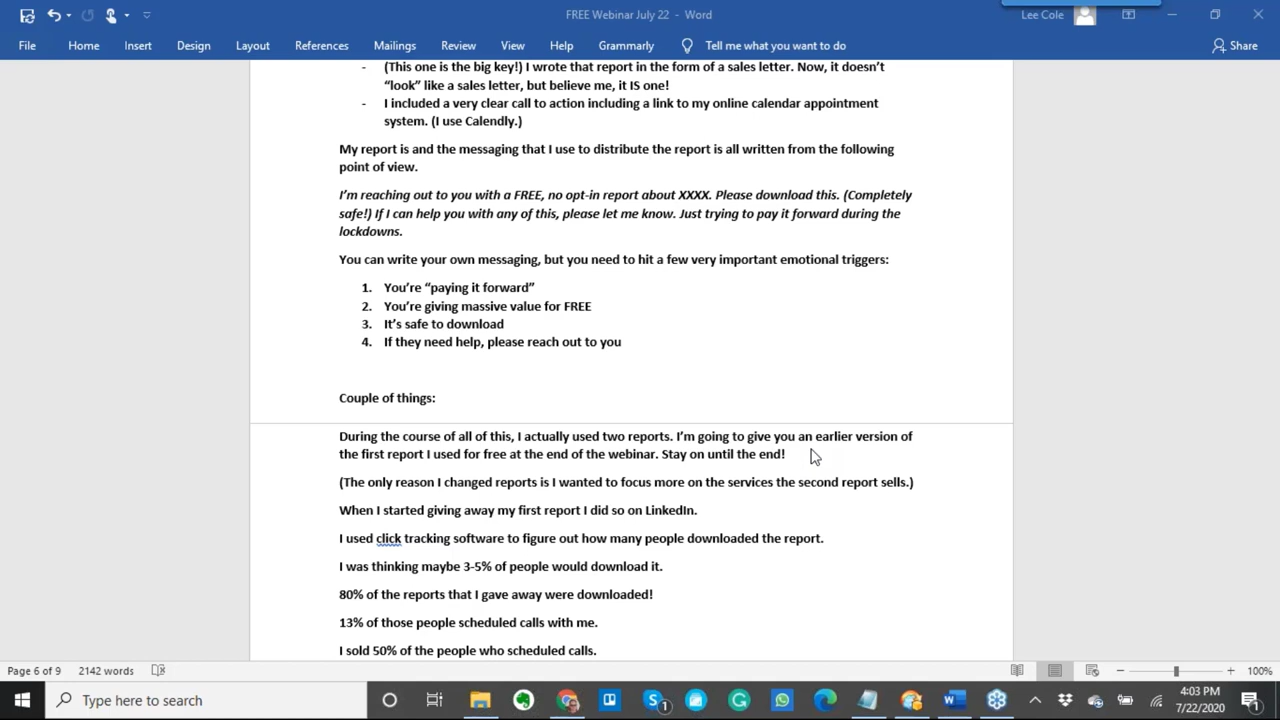 FREE Webinar July 22 - Word
Lee Cole
File Home Insert Design Layout References Mailings Review View Help Grammarly Tell me what you want to do Share
- (This one is the big key!) I wrote that report in the form of a sales letter. Now, it doesn't
"look" like a sales letter, but believe me, it IS one!
- I included a very clear call to action including a link to my online calendar appointment
system. (I use Calendly.)
My report is and the messaging that I use to distribute the report is all written from the following
point of view.
I'm reaching out to you with a FREE, no opt-in report about XXXX. Please download this. (Completely
safe!) If I can help you with any of this, please let me know. Just trying to pay it forward during the
lockdowns.
You can write your own messaging, but you need to hit a few very important emotional triggers:
1. You're "paying it forward"
2. You're giving massive value for FREE
3. It's safe to download
4. If they need help, please reach out to you
Couple of things:
During the course of all of this, I actually used two reports. I'm going to give you an earlier version of
the first report I used for free at the end of the webinar. Stay on until the end!
(The only reason I changed reports is I wanted to focus more on the services the second report sells.)
When I started giving away my first report I did so on LinkedIn.
I used click tracking software to figure out how many people downloaded the report.
I was thinking maybe 3-5% of people would download it.
80% of the reports that I gave away were downloaded!
13% of those people scheduled calls with me.
I sold 50% of the people who scheduled calls.
Page 6 of 9 2142 words 100%
Type here to search
4:03 PM
7/22/2020